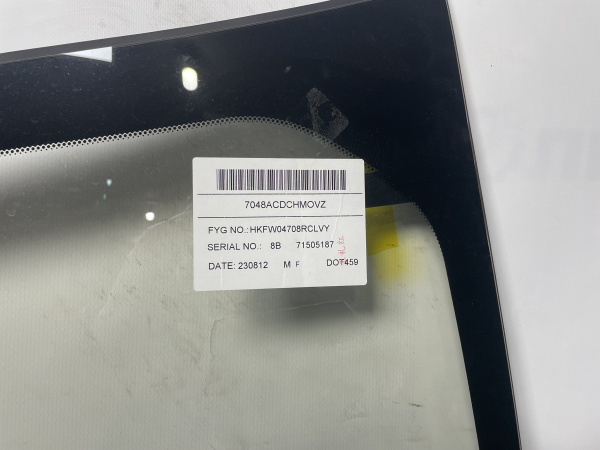 7048ACDCHMOVZ
FYG NO.:HKFW04708RCLVY
SERIAL NO.: 8B 71505187
DATE: 230812 M F DOT459